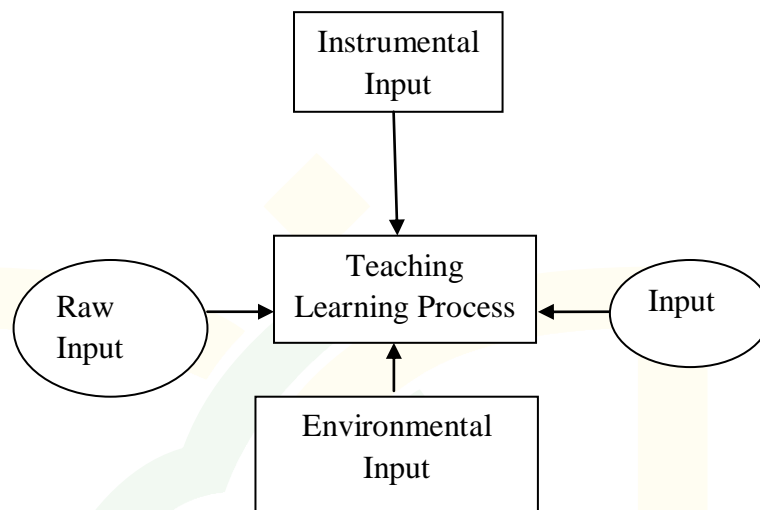 Instrumental
Input
Teaching
Learning Process
Raw
Input
Input
Environmental
Input